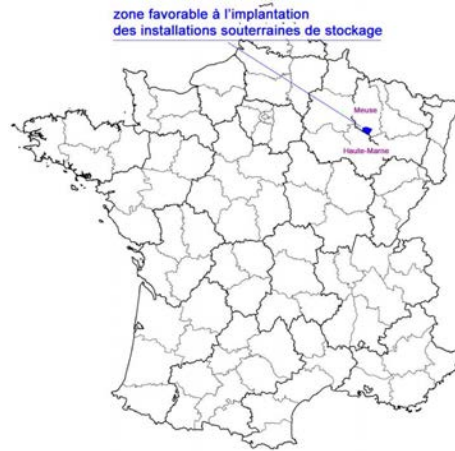 zone favorable à l'implantation
des installations souterraines de stockage
Meuse
Haute-Marne